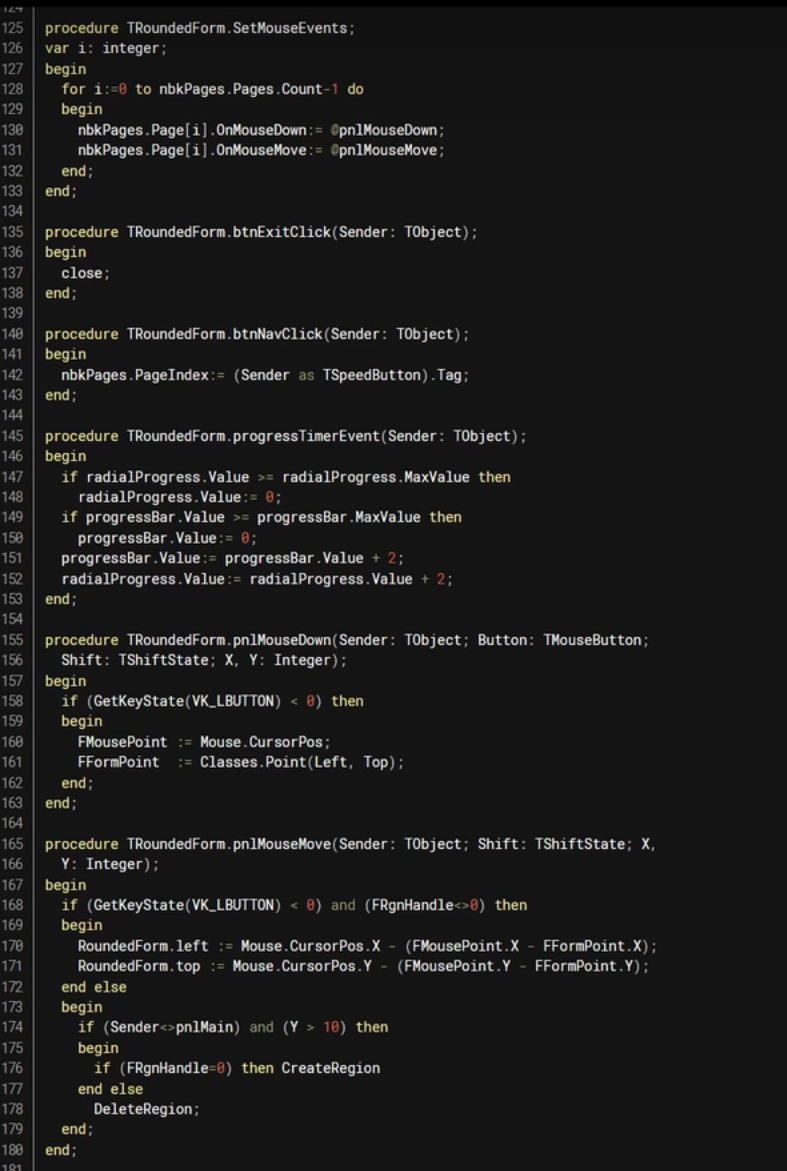 124
125 procedure TRoundedForm.SetMouseEvents;
126 var i: integer;
127 begin
128   for i:=0 to nbkPages.Pages.Count-1 do
129   begin
130     nbkPages.Page[i].OnMouseDown:= @pnlMouseDown;
131     nbkPages.Page[i].OnMouseMove:= @pnlMouseMove;
132   end;
133 end;
134
135 procedure TRoundedForm.btnExitClick(Sender: TObject);
136 begin
137   close;
138 end;
139
140 procedure TRoundedForm.btnNavClick(Sender: TObject);
141 begin
142   nbkPages.PageIndex:= (Sender as TSpeedButton).Tag;
143 end;
144
145 procedure TRoundedForm.progressTimerEvent(Sender: TObject);
146 begin
147   if radialProgress.Value >= radialProgress.MaxValue then
148     radialProgress.Value:= 0;
149   if progressBar.Value >= progressBar.MaxValue then
150     progressBar.Value:= 0;
151   progressBar.Value:= progressBar.Value + 2;
152   radialProgress.Value:= radialProgress.Value + 2;
153 end;
154
155 procedure TRoundedForm.pnlMouseDown(Sender: TObject; Button: TMouseButton;
156   Shift: TShiftState; X, Y: Integer);
157 begin
158   if (GetKeyState(VK_LBUTTON) < 0) then
159   begin
160     FMousePoint := Mouse.CursorPos;
161     FFormPoint  := Classes.Point(Left, Top);
162   end;
163 end;
164
165 procedure TRoundedForm.pnlMouseMove(Sender: TObject; Shift: TShiftState; X,
166   Y: Integer);
167 begin
168   if (GetKeyState(VK_LBUTTON) < 0) and (FRgnHandle<>0) then
169   begin
170     RoundedForm.left := Mouse.CursorPos.X - (FMousePoint.X - FFormPoint.X);
171     RoundedForm.top := Mouse.CursorPos.Y - (FMousePoint.Y - FFormPoint.Y);
172   end else
173   begin
174     if (Sender<>pnlMain) and (Y > 10) then
175     begin
176       if (FRgnHandle=0) then CreateRegion
177     end else
178       DeleteRegion;
179   end;
180 end;
181